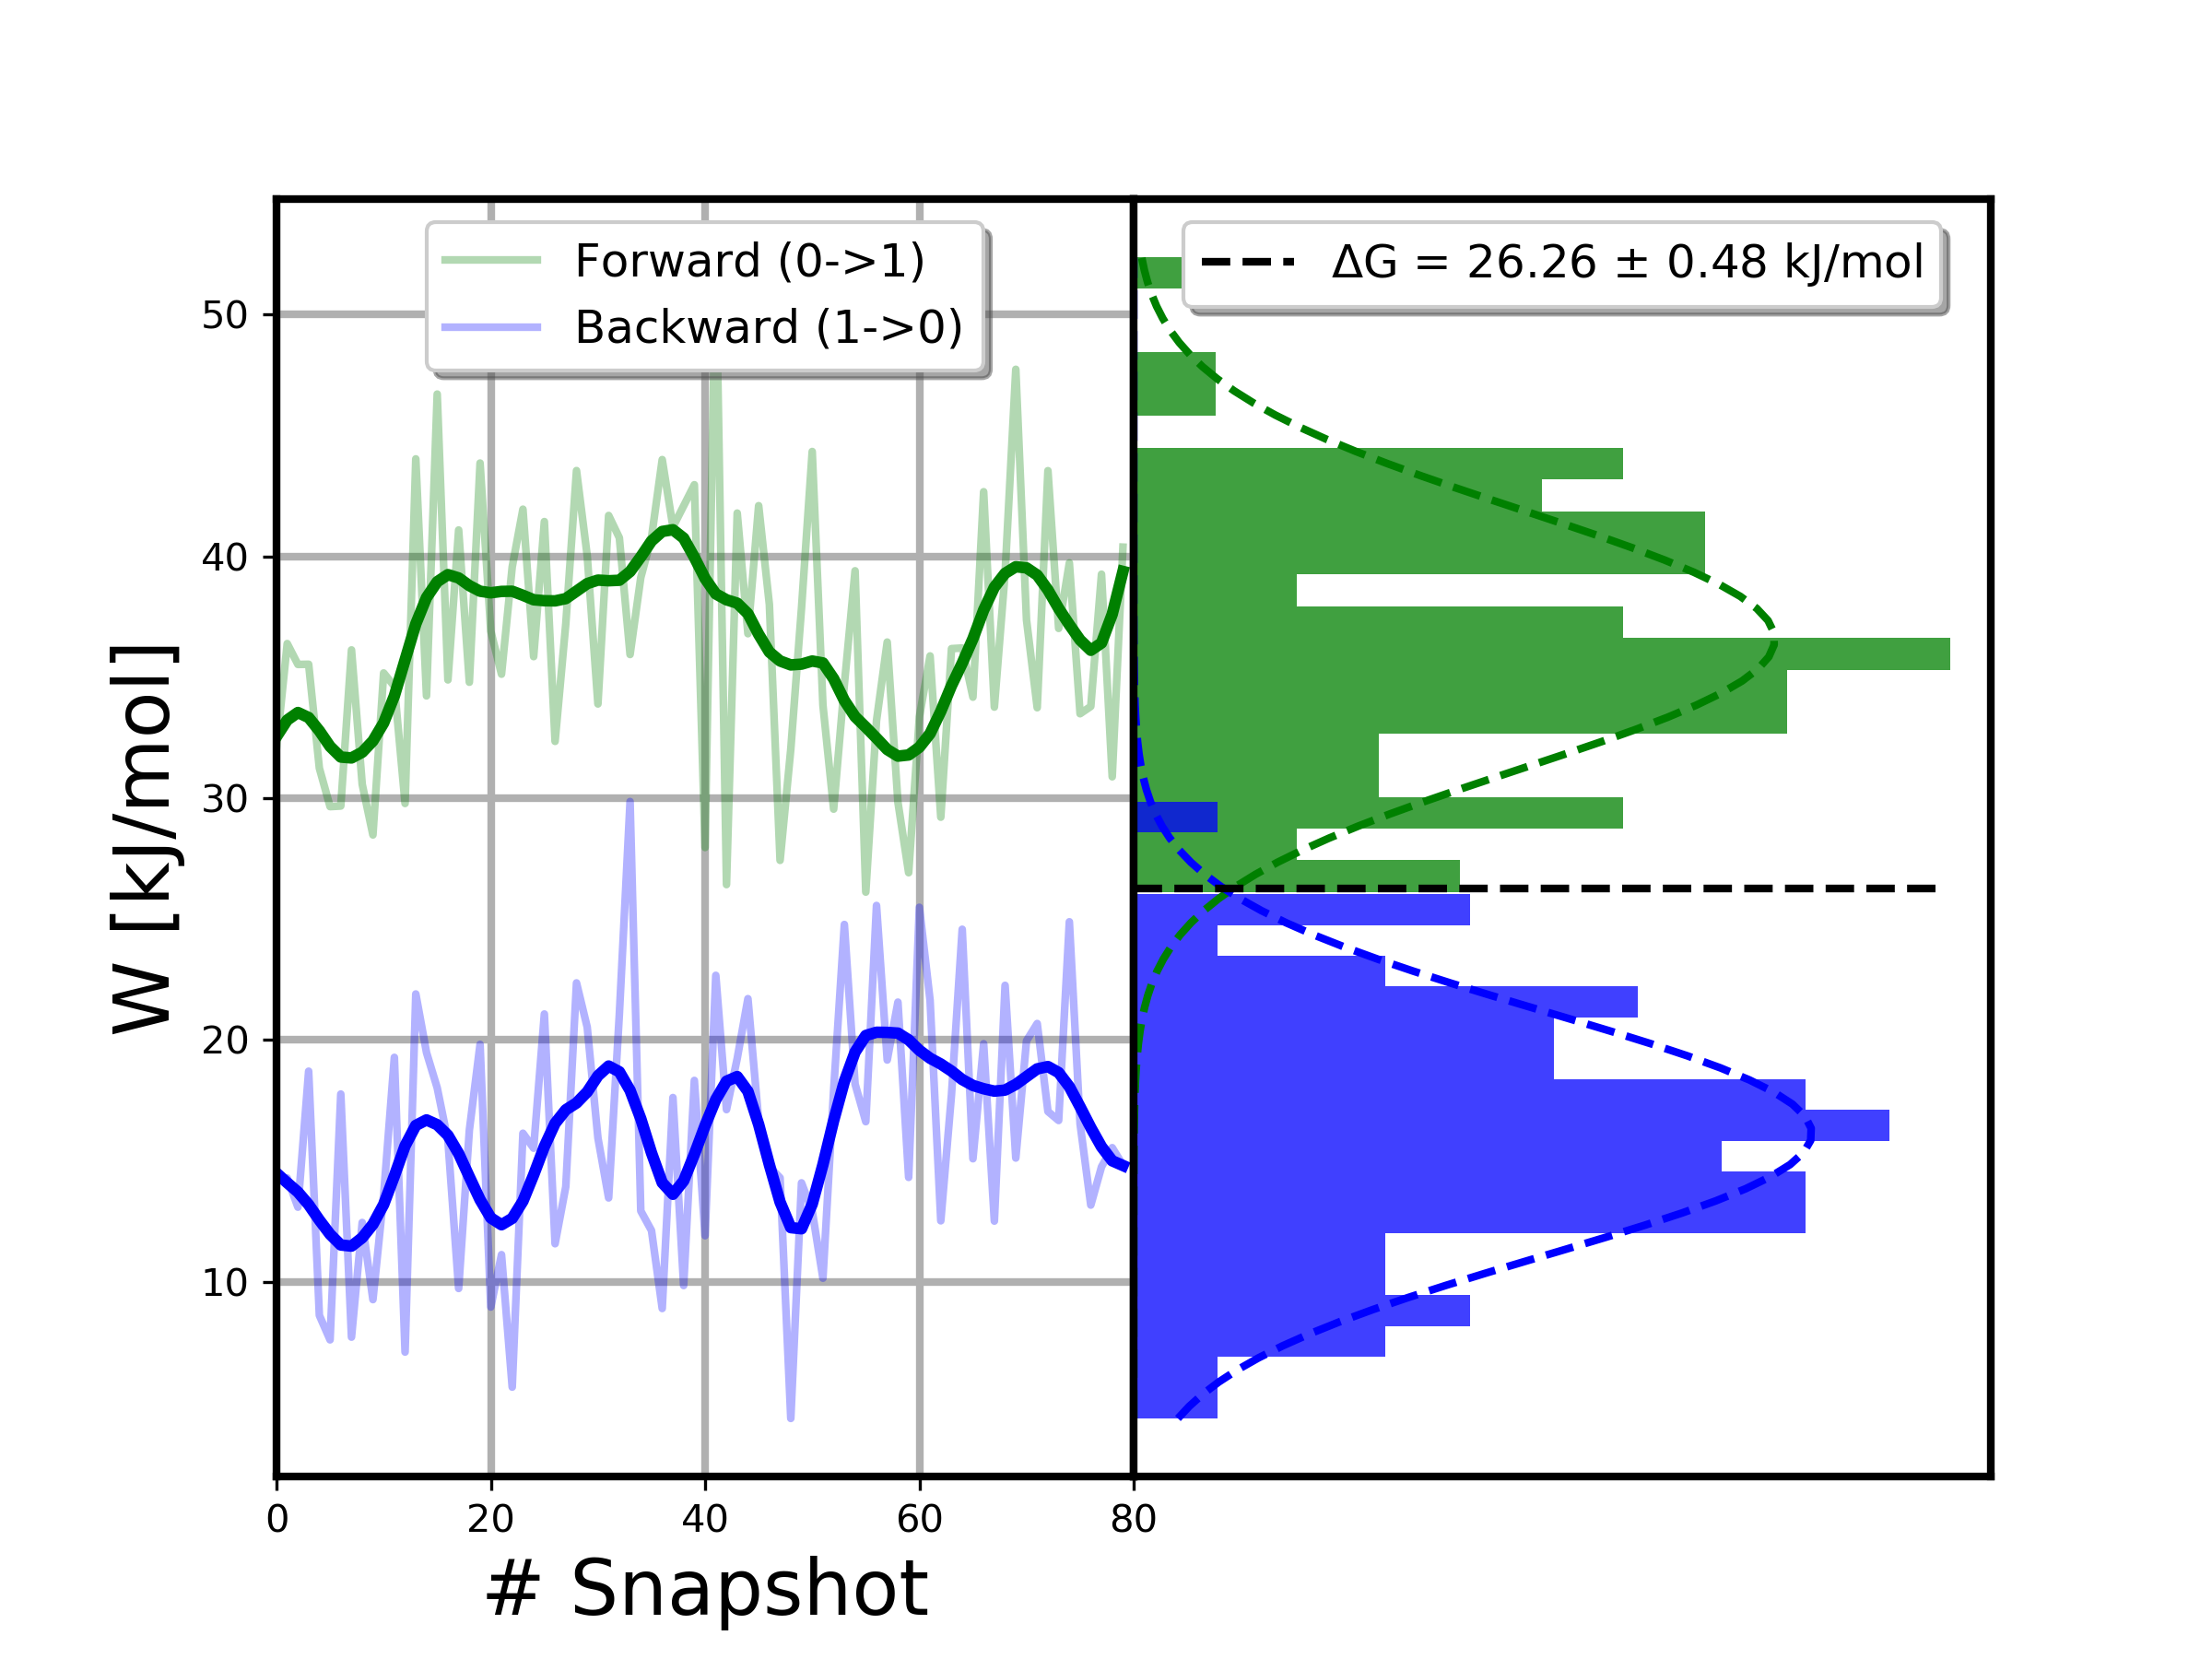 Forward (0->1)
Backward (1->0)
ΔG = 26.26 ± 0.48 kJ/mol
50
40
30
20
10
W [kJ/mol]
0
20
40
60
80
# Snapshot